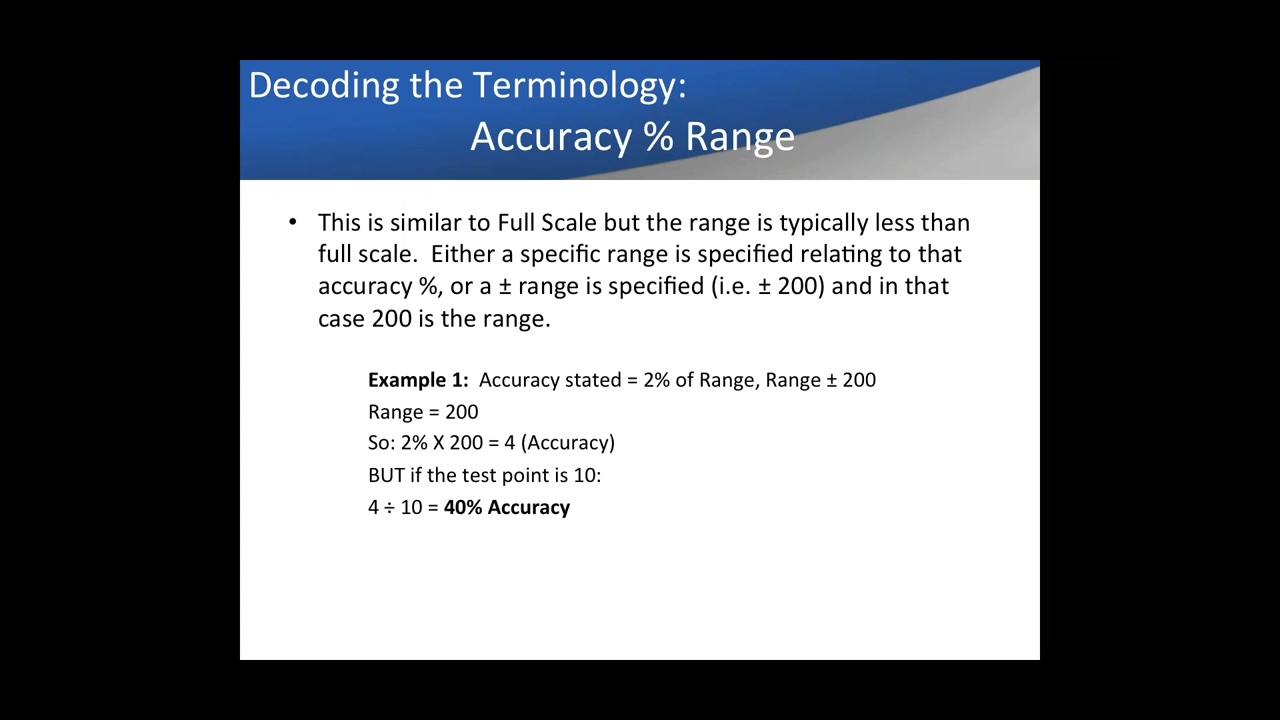 Decoding the Terminology:
Accuracy % Range
• This is similar to Full Scale but the range is typically less than
full scale.  Either a specific range is specified relating to that
accuracy %, or a ± range is specified (i.e. ± 200) and in that
case 200 is the range.
Example 1:  Accuracy stated = 2% of Range, Range ± 200
Range = 200
So: 2% X 200 = 4 (Accuracy)
BUT if the test point is 10:
4 ÷ 10 = 40% Accuracy